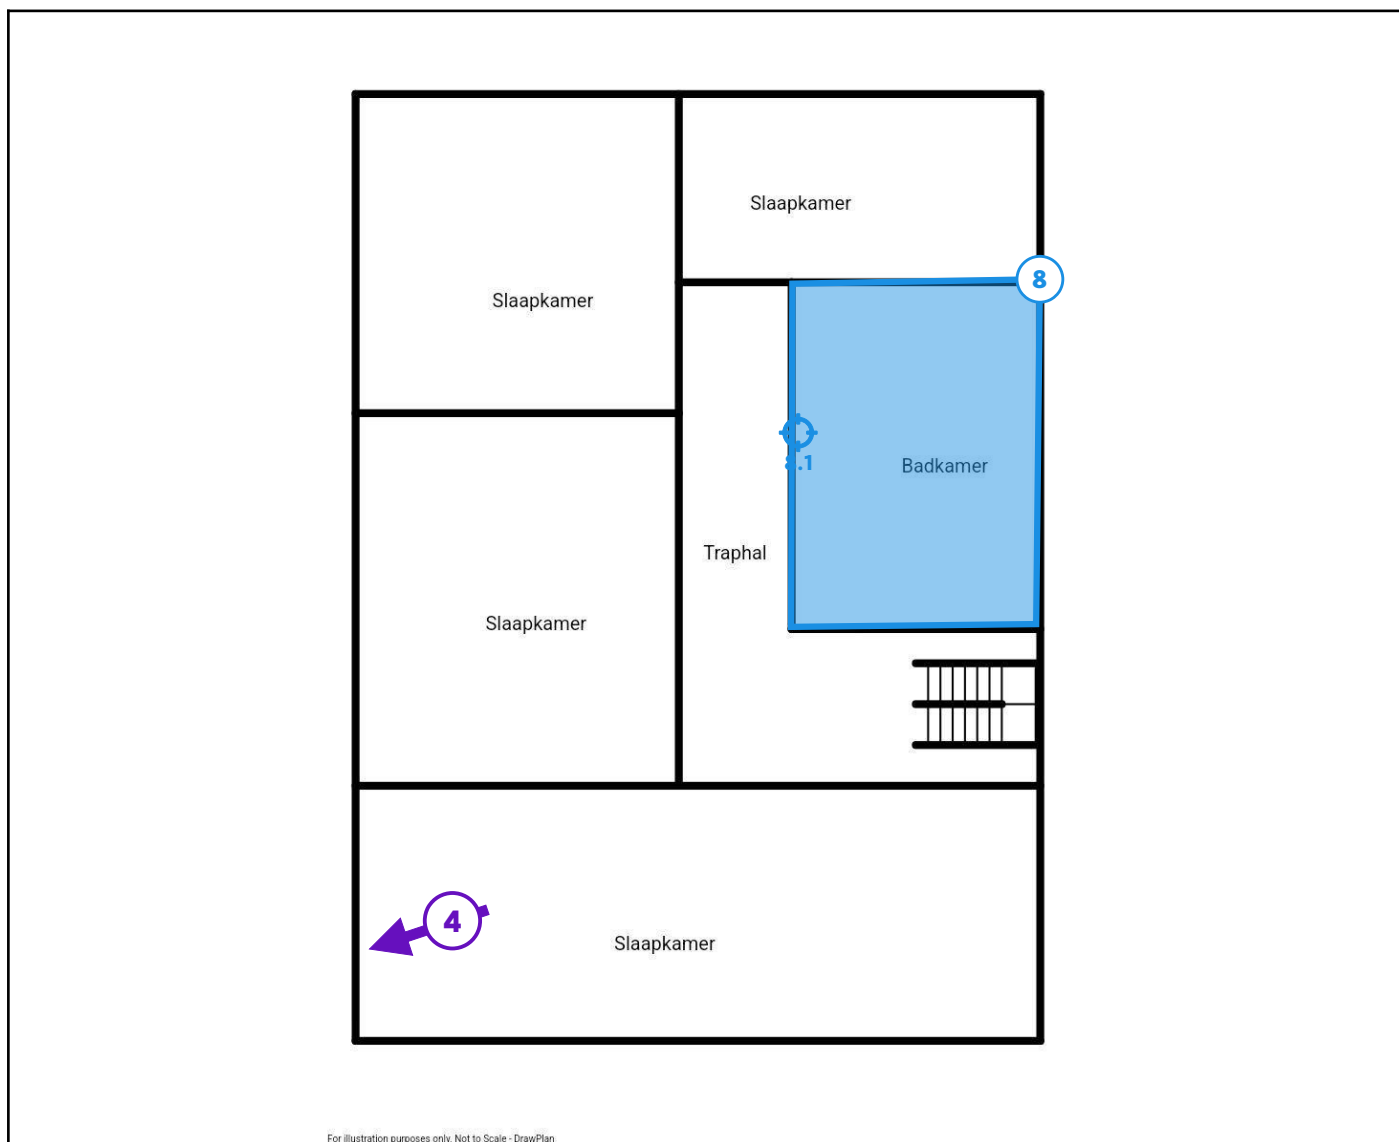 Slaapkamer
8
Slaapkamer
8.1
Badkamer
Traphal
Slaapkamer
4
Slaapkamer
For illustration purposes only. Not to Scale - DrawPlan